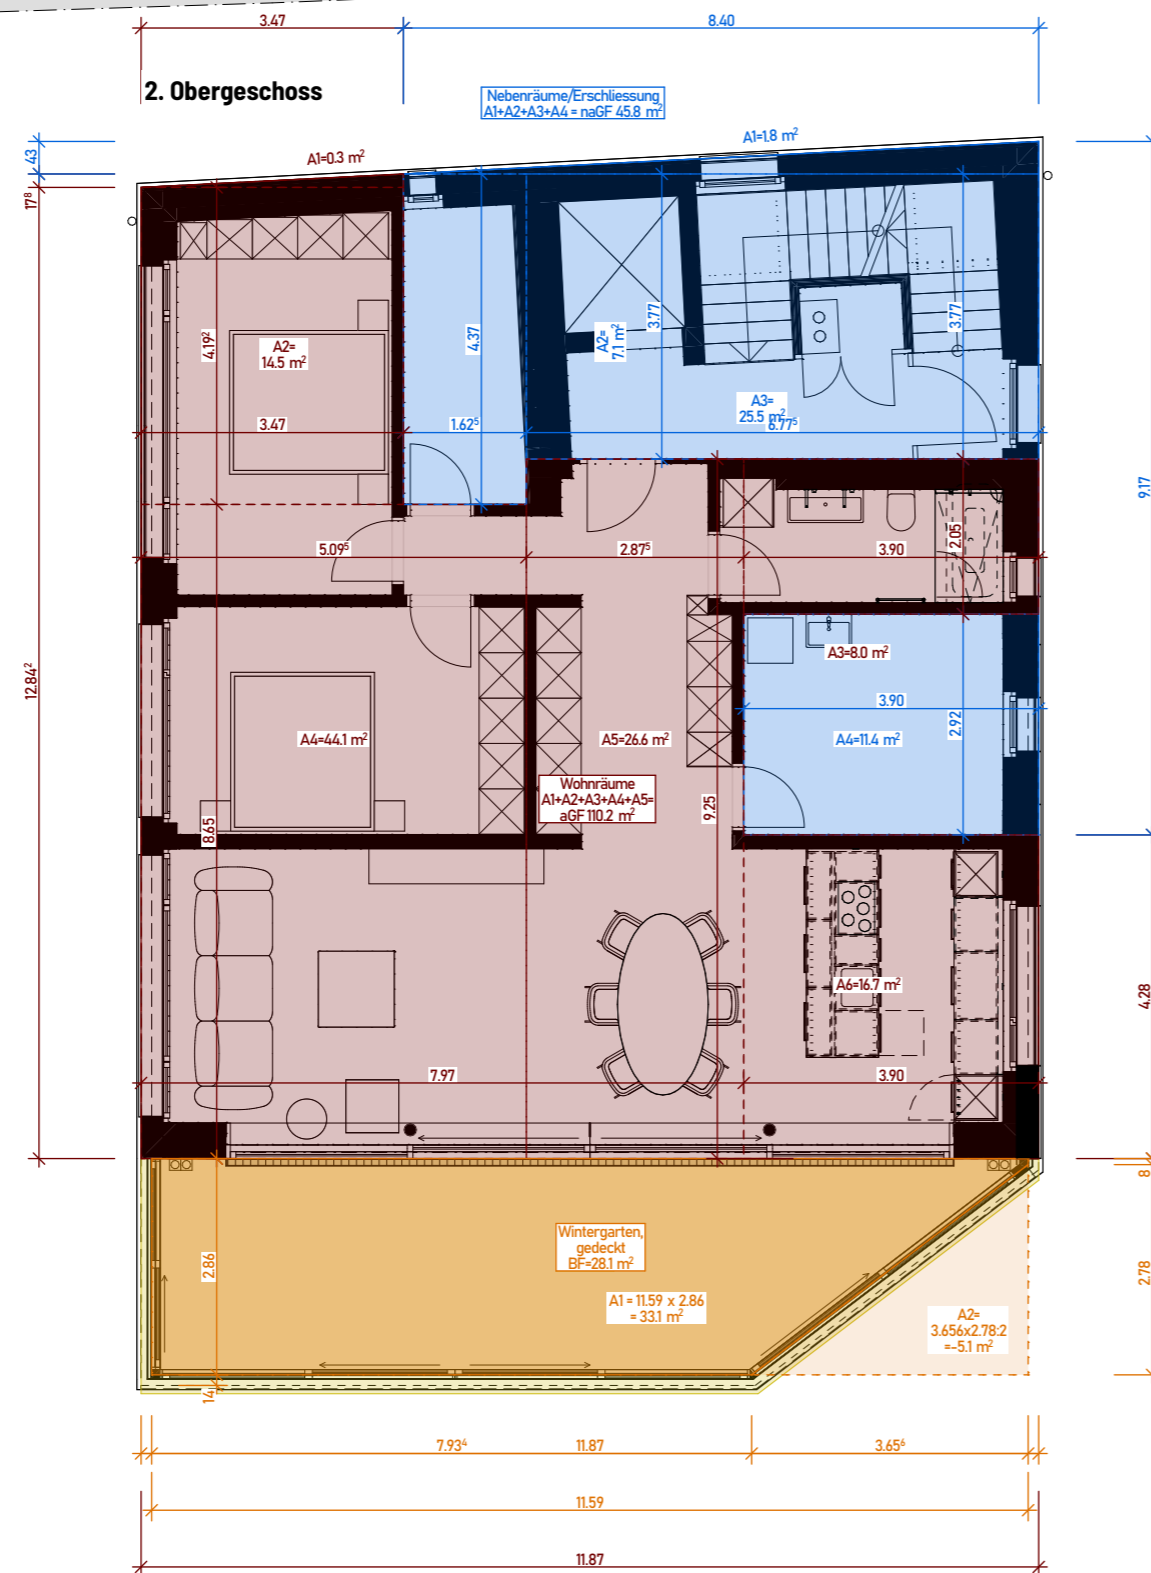 3.47
8.40
2. Obergeschoss
Nebenräume/Erschliessung
A1+A2+A3+A4 = naGF 45.8 m²
A1=1.8 m²
A1=0.3 m²
43
17⁸
4.19²
4.37
3.77
3.77
A2=
14.5 m²
A2=
7.1 m²
A3=
25.5 m²
3.47
1.62⁵
6.77⁵
9.17
5.09⁵
2.87⁵
3.90
2.05
A3=8.0 m²
12.84²
3.90
2.92
A4=44.1 m²
A5=26.6 m²
A4=11.4 m²
Wohnräume
A1+A2+A3+A4+A5=
aGF 110.2 m²
8.65
9.25
A6=16.7 m²
4.28
7.97
3.90
8
Wintergarten,
gedeckt
BF=28.1 m²
2.86
2.78
A1 = 11.59 x 2.86
= 33.1 m²
A2=
3.656x2.78:2
=-5.1 m²
14
7.93⁴
11.87
3.65⁶
11.59
11.87